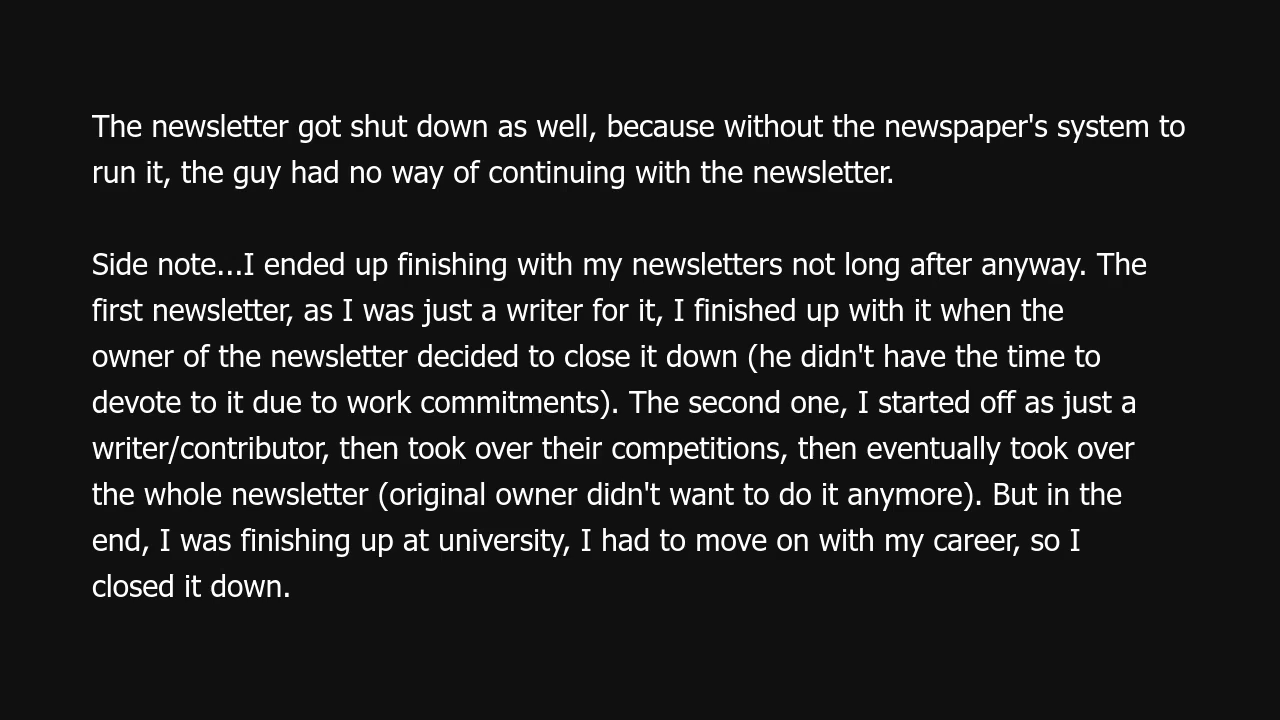 The newsletter got shut down as well, because without the newspaper's system to
run it, the guy had no way of continuing with the newsletter.
Side note...I ended up finishing with my newsletters not long after anyway. The
first newsletter, as I was just a writer for it, I finished up with it when the
owner of the newsletter decided to close it down (he didn't have the time to
devote to it due to work commitments). The second one, I started off as just a
writer/contributor, then took over their competitions, then eventually took over
the whole newsletter (original owner didn't want to do it anymore). But in the
end, I was finishing up at university, I had to move on with my career, so I
closed it down.